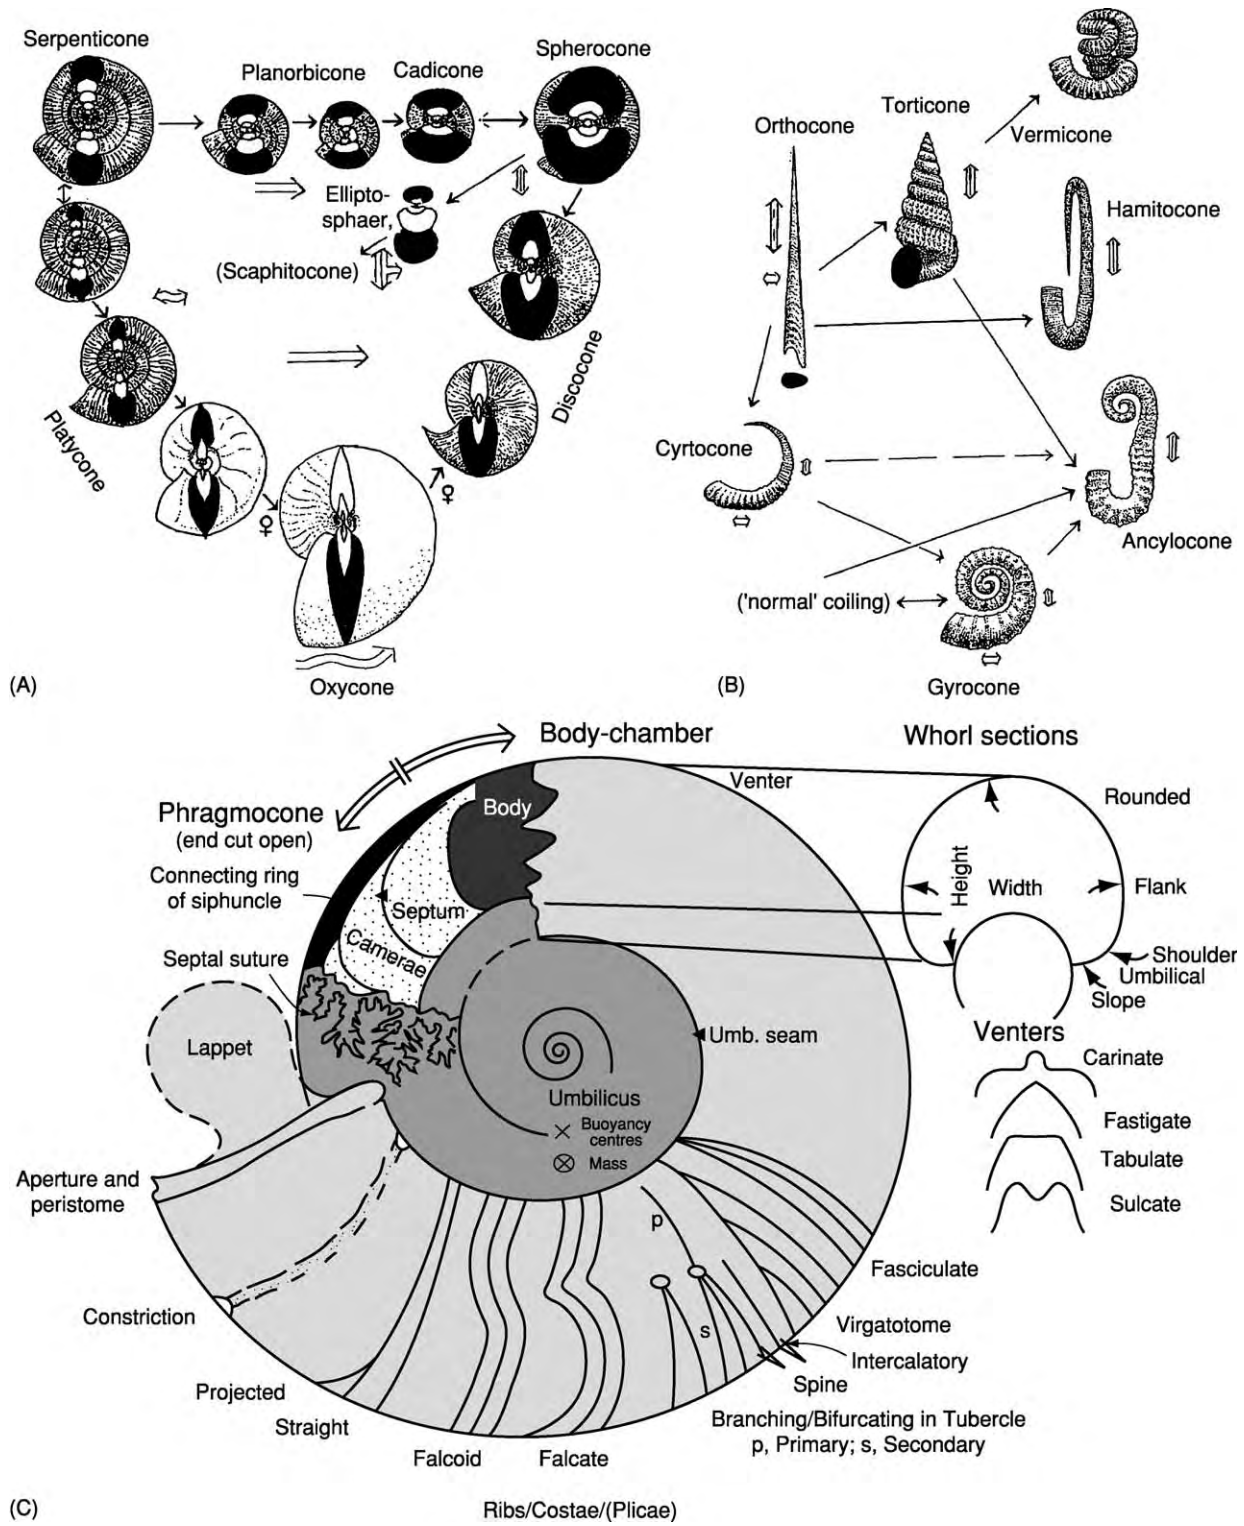 Serpenticone
Planorbicone
Cadicone
Spherocone
Ellipto-
sphaer,
(Scaphitocone)
Discocone
Platycone
♀
♀
Oxycone
(A)
Orthocone
Torticone
Vermicone
Hamitocone
Cyrtocone
Ancylocone
('normal' coiling)
Gyrocone
(B)
Body-chamber
Whorl sections
Phragmocone
(end cut open)
Connecting ring
of siphuncle
Septal suture
Body
Septum
Camerae
Venter
Rounded
Height
Width
Flank
Shoulder
Umbilical
Slope
Lappet
Umb. seam
Umbilicus
Buoyancy
centres
Mass
Venters
Carinate
Fastigate
Tabulate
Sulcate
Aperture and
peristome
Constriction
Projected
Straight
Falcoid
Falcate
p
s
Fasciculate
Virgatotome
Intercalatory
Spine
Branching/Bifurcating in Tubercle
p, Primary; s, Secondary
(C)
Ribs/Costae/(Plicae)